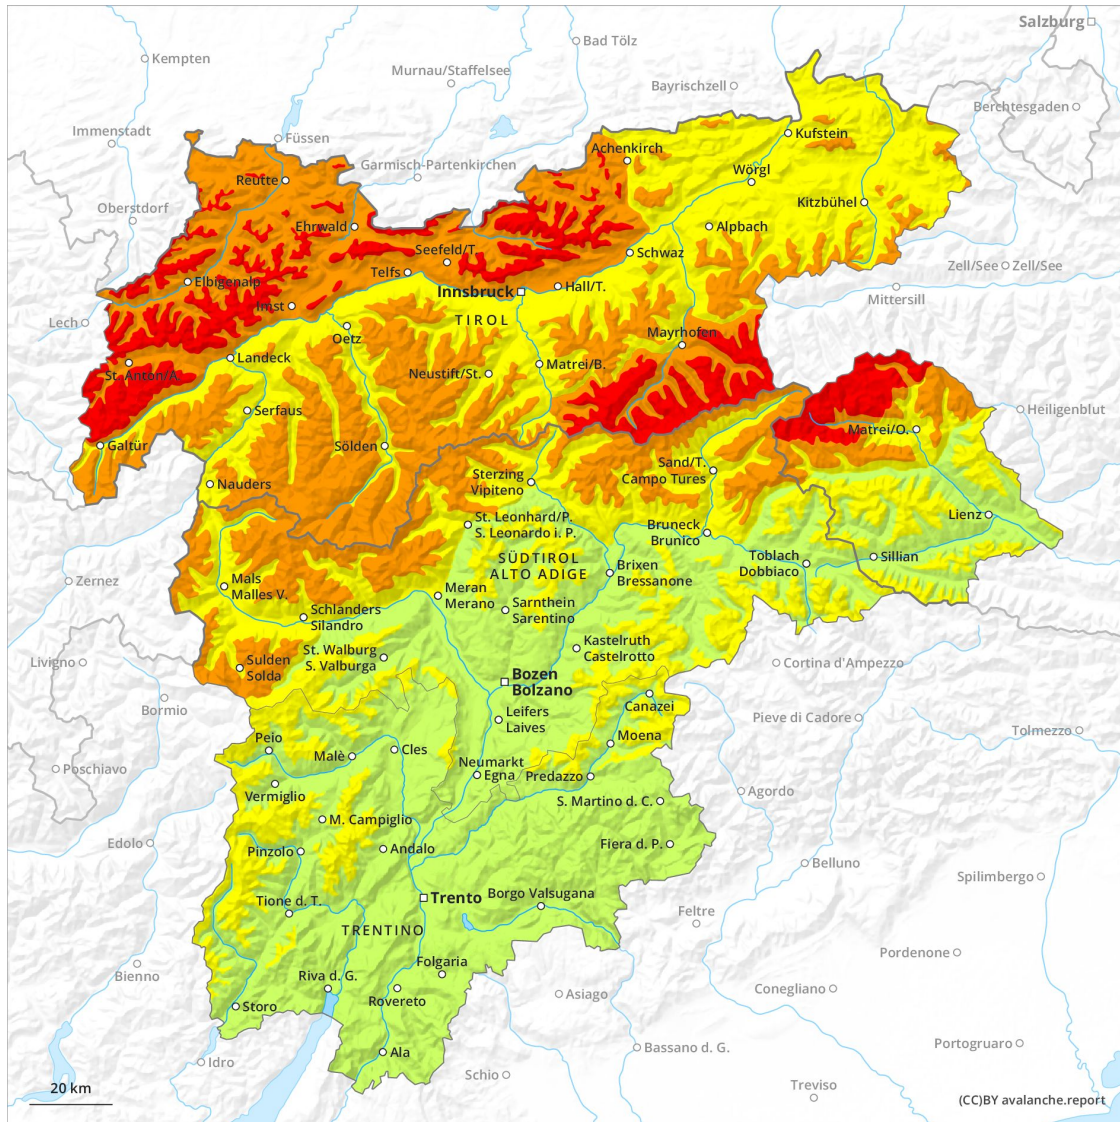 Salzburg
Bad Tölz
Kempten
Murnau/Staffelsee
Bayrischzell
Berchtesgaden
Immenstadt
Füssen
Kufstein
Achenkirch
Garmisch-Partenkirchen
Wörgl
Reutte
Oberstdorf
Kitzbühel
Ehrwald
Alpbach
Seefeld/T.
Schwaz
Zell/See
Zell/See
Telfs
Elbigenalp
Hall/T.
Innsbruck
Mittersill
Imst
TIROL
Lech
Mayrhofen
Oetz
Landeck
Matrei/B.
St. Anton/A.
Neustift/St.
Serfaus
Heiligenblut
Matrei/O.
Galtür
Sölden
Sand/T.
Campo Tures
Sterzing
Vipiteno
Nauders
Lienz
St. Leonhard/P.
S. Leonardo i. P.
Bruneck
Brunico
SÜDTIROL
ALTO ADIGE
Toblach
Dobbiaco
Sillian
Brixen
Bressanone
Zernez
Mals
Malles V.
Meran
Merano
Sarnthein
Sarentino
Schlanders
Silandro
Kastelruth
Castelrotto
St. Walburg
S. Valburga
Livigno
Sulden
Solda
Cortina d'Ampezzo
Bozen
Bolzano
Bormio
Canazei
Leifers
Laives
Pieve di Cadore
Tolmezzo
Peio
Moena
Malè
Cles
Poschiavo
Neumarkt
Egna
Predazzo
Vermiglio
Agordo
S. Martino d. C.
M. Campiglio
Edolo
Pinzolo
Andalo
Fiera d. P.
Belluno
Spilimbergo
Trento
Borgo Valsugana
Tione d. T.
Feltre
TRENTINO
Pordenone
Folgaria
Bienno
Riva d. G.
Rovereto
Asiago
Conegliano
Storo
Portogruaro
Bassano d. G.
Ala
Idro
Schio
Treviso
20 km
(CC)BY avalanche.report